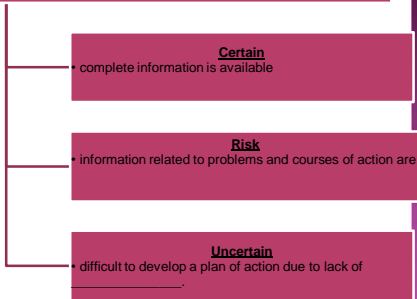 Certain
• complete information is available
Risk
• information related to problems and courses of action are
Uncertain
• difficult to develop a plan of action due to lack of
_______________.